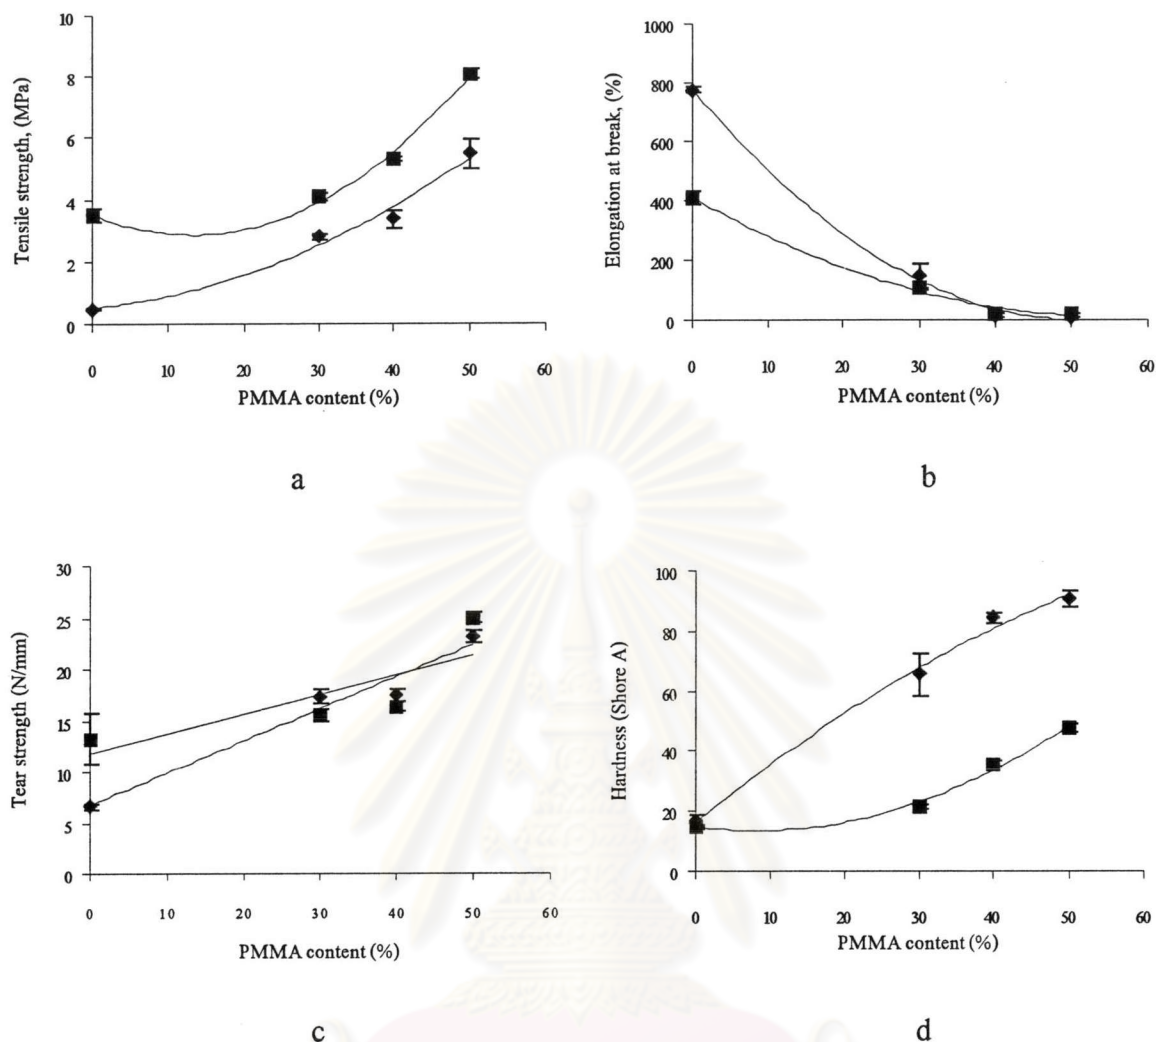 10
8
6
4
2
0
Tensile strength, (MPa)
0 10 20 30 40 50 60
PMMA content (%)
a
1000
800
600
400
200
0
Elongation at break, (%)
0 10 20 30 40 50 60
PMMA content (%)
b
30
25
20
15
10
5
0
Tear strength (N/mm)
0 10 20 30 40 50 60
PMMA content (%)
c
100
80
60
40
20
0
Hardness (Shore A)
0 10 20 30 40 50 60
PMMA content (%)
d